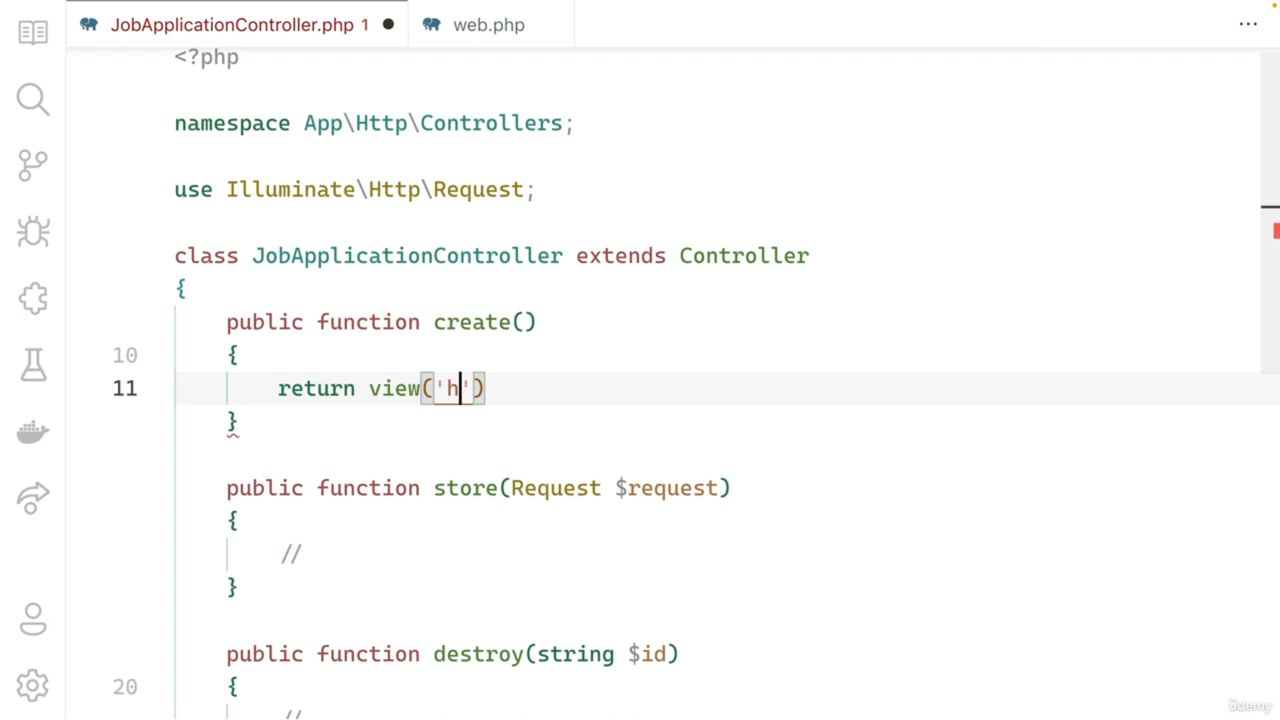 JobApplicationController.php 1
web.php
<?php
namespace App\Http\Controllers;
use Illuminate\Http\Request;
class JobApplicationController extends Controller
{
public function create()
10 {
11 return view('h')
}
public function store(Request $request)
{
//
}
public function destroy(string $id)
20 {
//
ûdemy